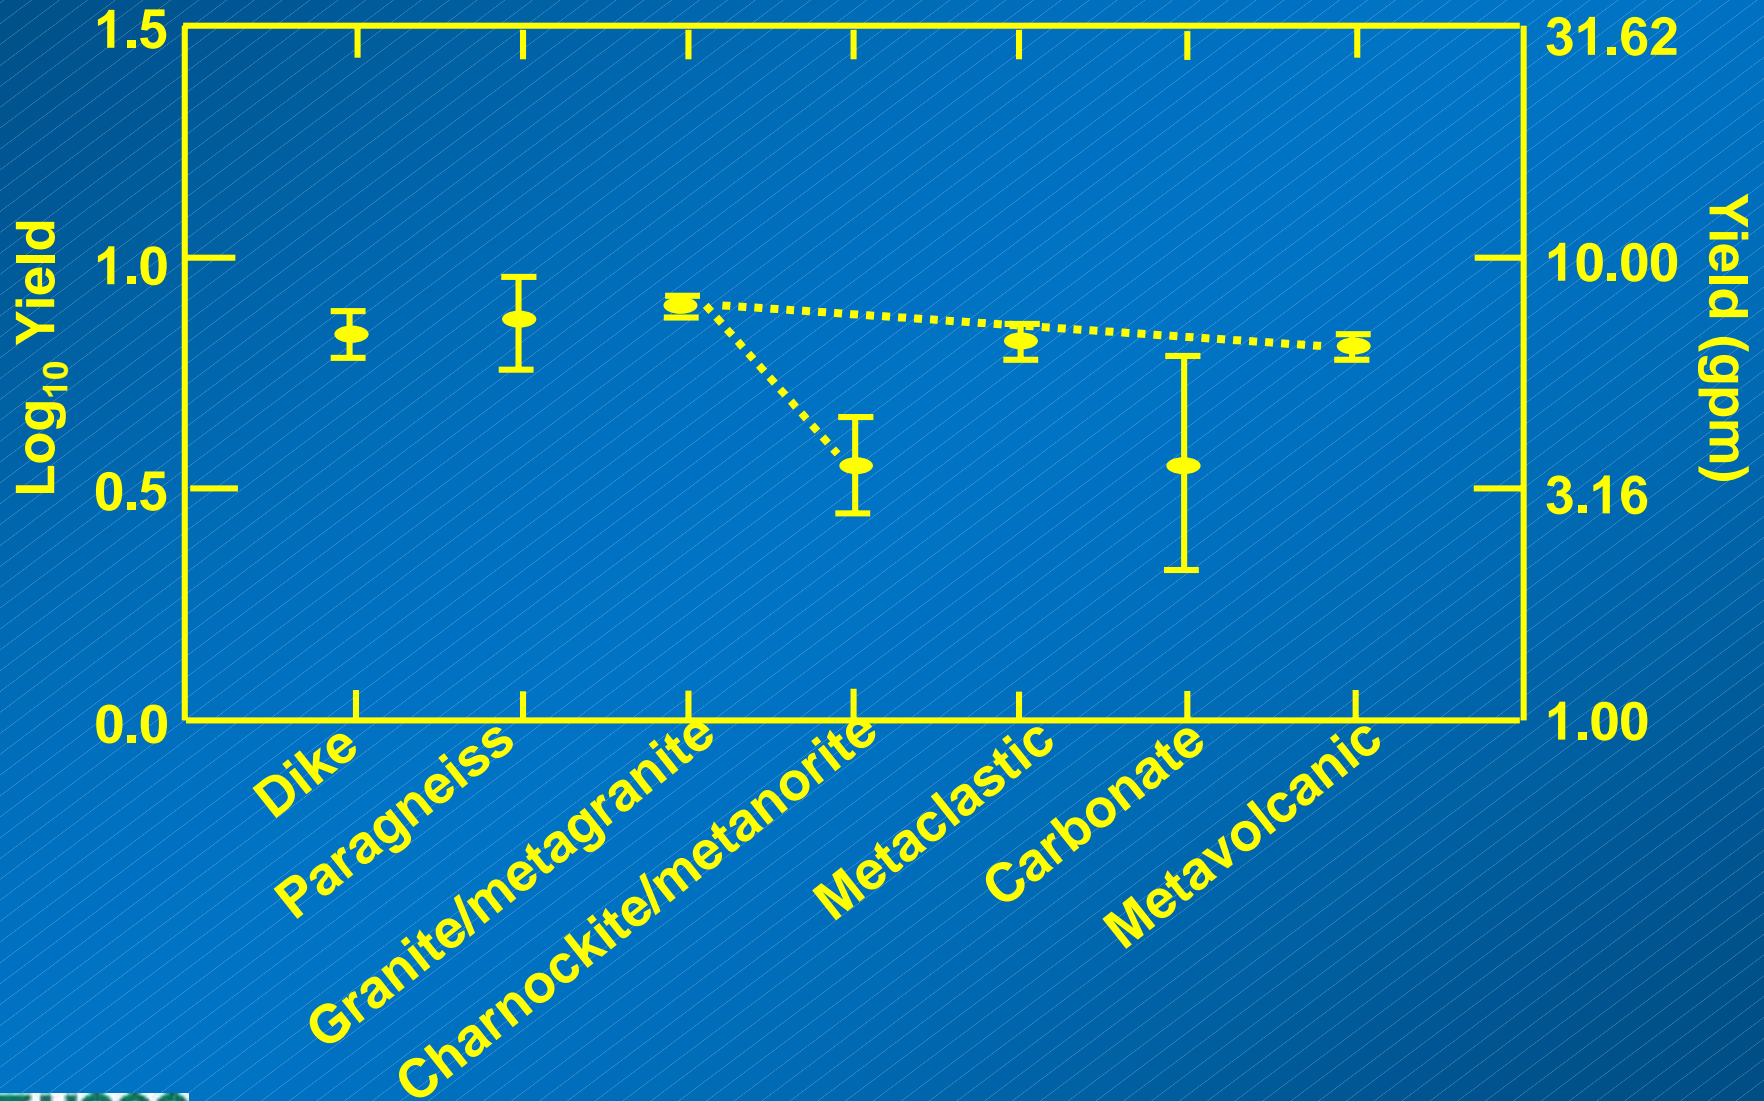 1.5
1.0
0.5
0.0
Log10 Yield
31.62
10.00
3.16
1.00
Yield (gpm)
Dike
Paragneiss
Granite/metagranite
Charnockite/metanorite
Metaclastic
Carbonate
Metavolcanic